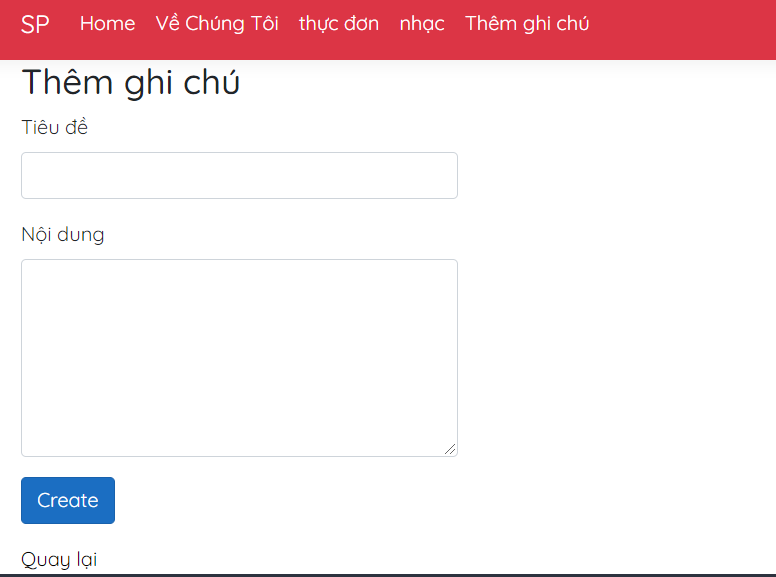 SP Home Về Chúng Tôi thực đơn nhạc Thêm ghi chú
Thêm ghi chú
Tiêu đề
Nội dung
Create
Quay lại